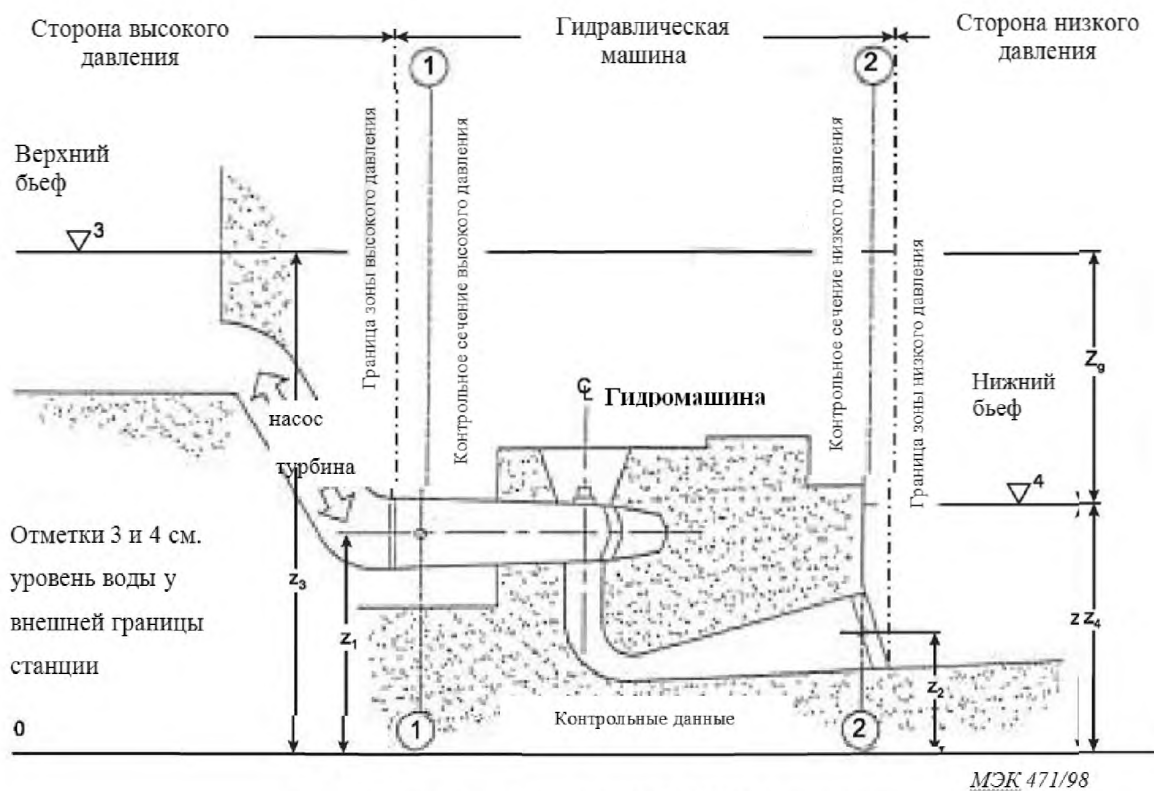 Сторона высокого
давления
Гидравлическая
машина
Сторона низкого
давления
1
2
Граница зоны высокого давления
Контрольное сечение высокого давления
Контрольное сечение низкого давления
Граница зоны низкого давления
Верхний
бьеф
3
Zg
Нижний
бьеф
4
насос
турбина
Гидромашина
Отметки 3 и 4 см.
уровень воды у
внешней границы
станции
z3
z1
z2
z z4
0
1
Контрольные данные
2
МЭК 471/98